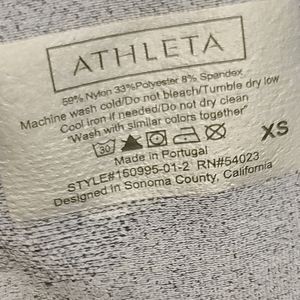 ATHLETA
59% Nylon 33%Polyester 8% Spandex
Machine wash cold/Do not bleach/Tumble dry low
Cool iron if needed/Do not dry clean
"Wash with similar colors together"
30
XS
Made in Portugal
STYLE#160995-01-2 RN#54023
Designed in Sonoma County, California